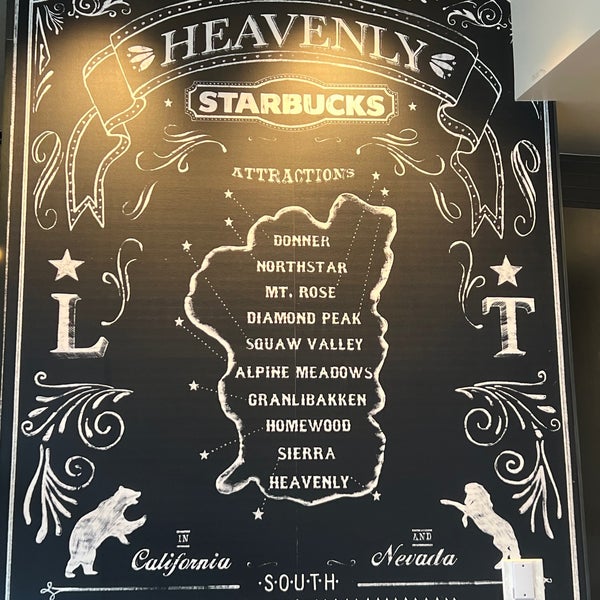 HEAVENLY
STARBUCKS
ATTRACTIONS
DONNER
NORTHSTAR
MT. ROSE
DIAMOND PEAK
SQUAW VALLEY
ALPINE MEADOWS
GRANLIBAKKEN
HOMEWOOD
SIERRA
HEAVENLY
L T
IN AND
California Nevada
·SOUTH·